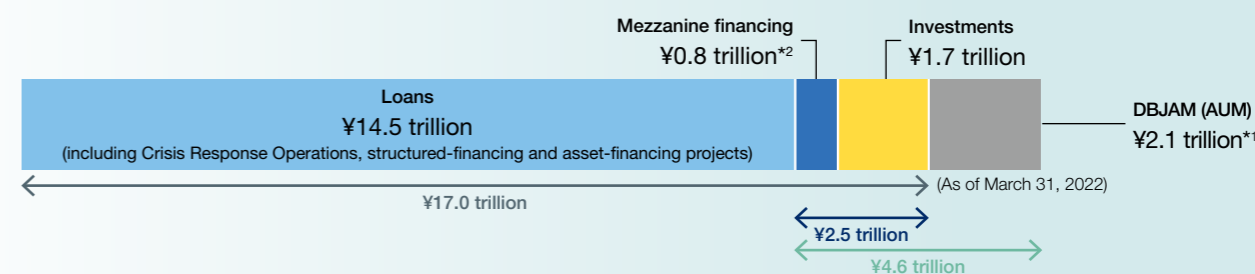 Mezzanine financing
¥0.8 trillion*2
Investments
¥1.7 trillion
Loans
¥14.5 trillion
(including Crisis Response Operations, structured-financing and asset-financing projects)
DBJAM (AUM)
¥2.1 trillion*1
(As of March 31, 2022)
¥17.0 trillion
¥2.5 trillion
¥4.6 trillion